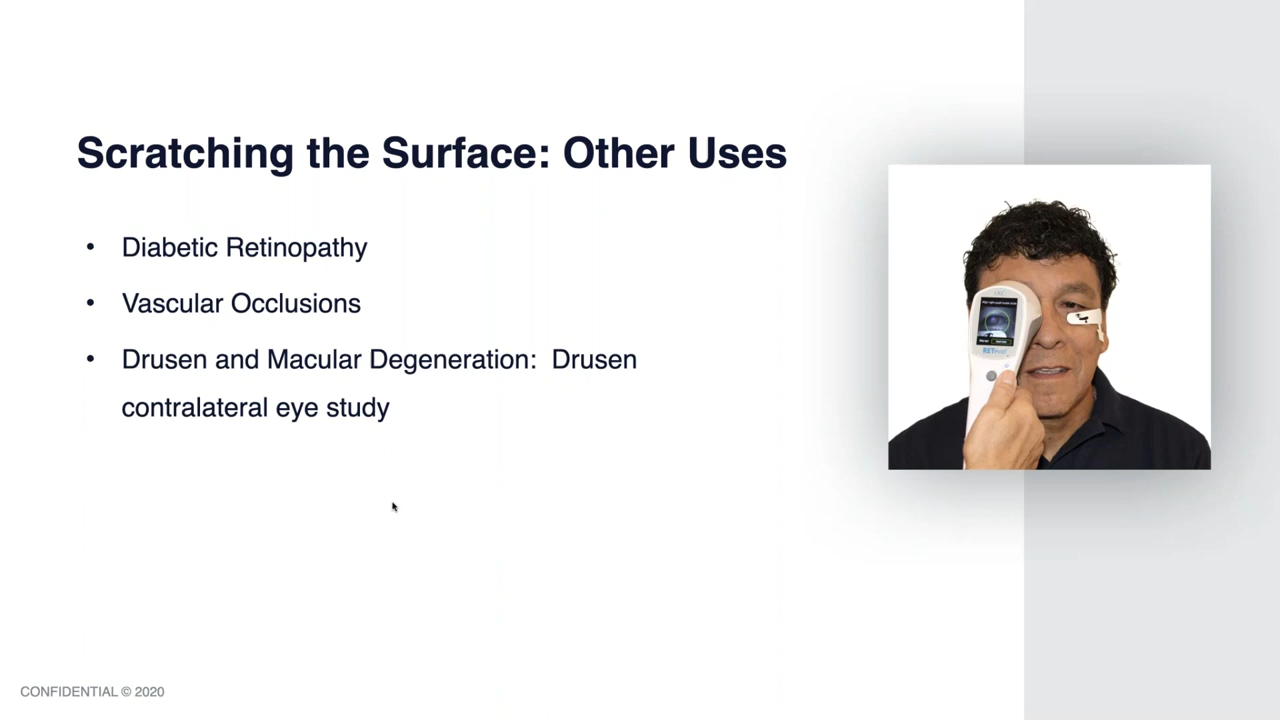 Scratching the Surface: Other Uses
• Diabetic Retinopathy
• Vascular Occlusions
• Drusen and Macular Degeneration:  Drusen
contralateral eye study
RETeval
CONFIDENTIAL © 2020